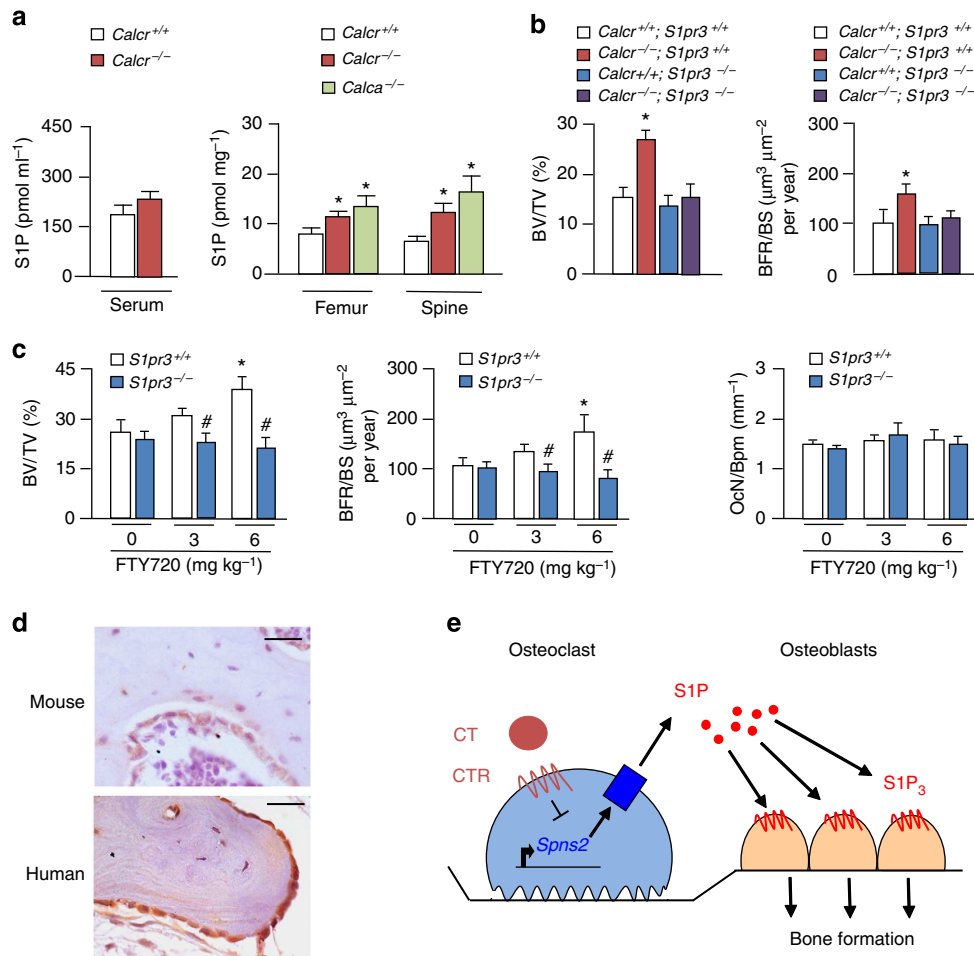 a
Calcr+/+
Calcr−/−
S1P (pmol ml−1)
450
300
150
0
Serum
Calcr+/+
Calcr−/−
Calca−/−
S1P (pmol mg−1)
30
20
10
0
Femur
Spine
b
Calcr+/+; S1pr3 +/+
Calcr−/−; S1pr3 +/+
Calcr+/+; S1pr3 −/−
Calcr−/−; S1pr3 −/−
BV/TV (%)
30
20
10
0
*
Calcr+/+; S1pr3 +/+
Calcr−/−; S1pr3 +/+
Calcr+/+; S1pr3 −/−
Calcr−/−; S1pr3 −/−
BFR/BS (μm3 μm−2
per year)
300
200
100
0
*
* * * *
c
S1pr3+/+
S1pr3−/−
BV/TV (%)
45
30
15
0
*
# #
0 3 6
FTY720 (mg kg−1)
S1pr3+/+
S1pr3−/−
BFR/BS (μm3 μm−2
per year)
300
200
100
0
*
# #
0 3 6
FTY720 (mg kg−1)
S1pr3+/+
S1pr3−/−
OcN/Bpm (mm−1)
3
2
1
0
0 3 6
FTY720 (mg kg−1)
d
Mouse
Human
e
Osteoclast
Osteoblasts
S1P
CT
CTR
S1P3
Spns2
Bone formation